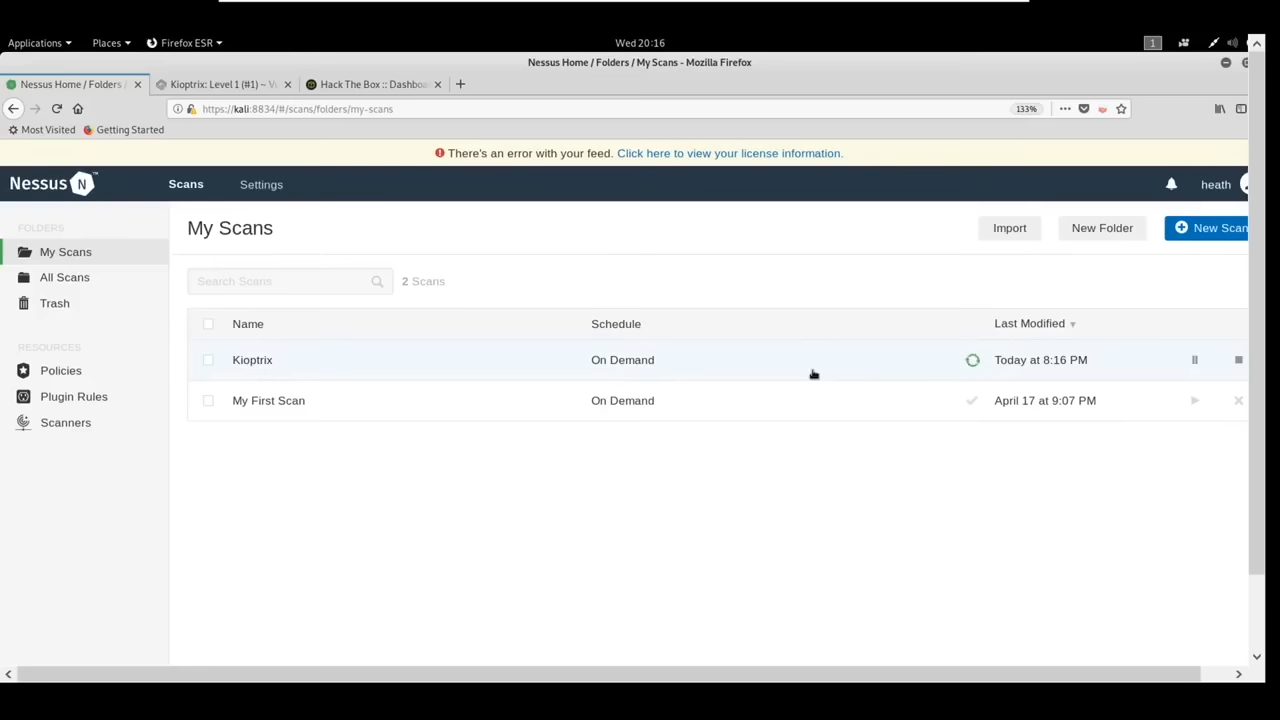 Applications Places Firefox ESR Wed 20:16 1
Nessus Home / Folders / My Scans - Mozilla Firefox
Nessus Home / Folders / Kioptrix: Level 1 (#1) ~ Vu Hack The Box :: Dashboa
https://kali:8834/#/scans/folders/my-scans 133%
Most Visited Getting Started
There's an error with your feed. Click here to view your license information.
Nessus N Scans Settings heath
FOLDERS
My Scans
All Scans
Trash
RESOURCES
Policies
Plugin Rules
Scanners
My Scans Import New Folder New Scan
Search Scans 2 Scans
Name Schedule Last Modified
Kioptrix On Demand Today at 8:16 PM
My First Scan On Demand April 17 at 9:07 PM